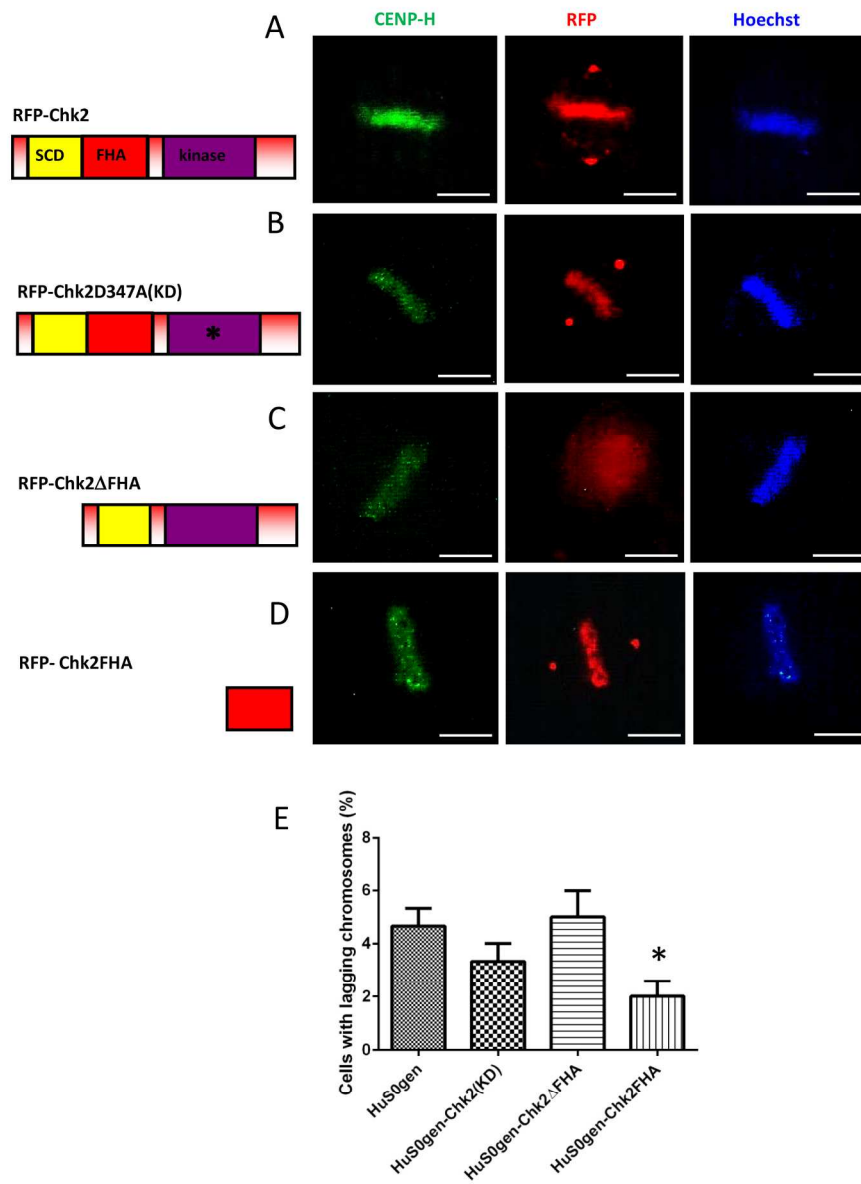 A
CENP-H
RFP
Hoechst
RFP-Chk2
SCD
FHA
kinase
B
RFP-Chk2D347A(KD)
*
C
RFP-Chk2ΔFHA
D
RFP- Chk2FHA
E
Cells with lagging chromosomes (%)
8
6
4
2
0
*
HuS0gen
HuS0gen-Chk2(KD)
HuS0gen-Chk2ΔFHA
HuS0gen-Chk2FHA